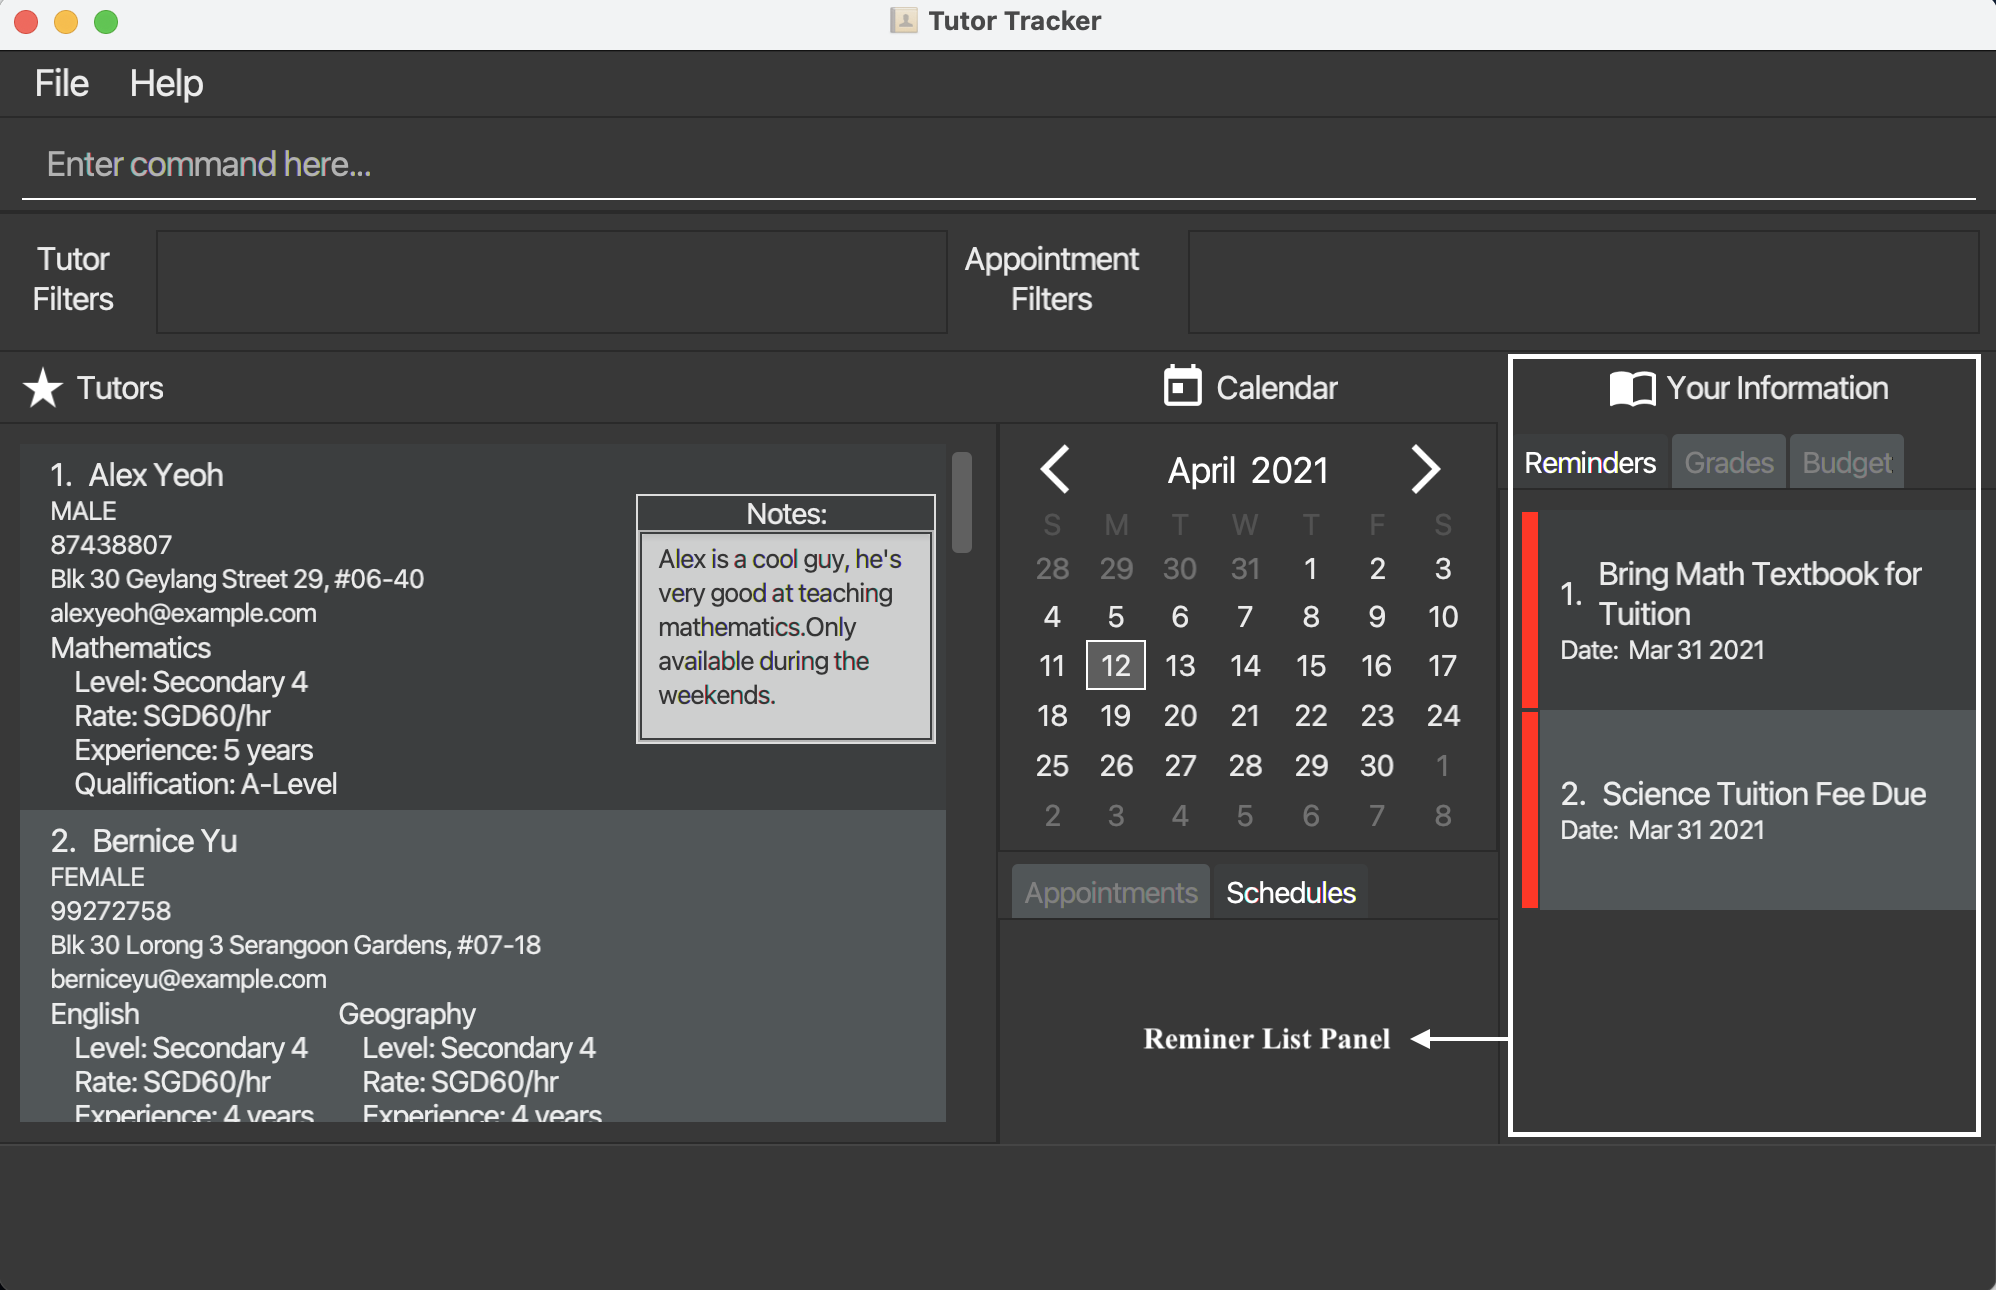 Tutor Tracker
File Help
Enter command here...
Tutor
Filters
Appointment
Filters
Tutors
1. Alex Yeoh
MALE
87438807
Blk 30 Geylang Street 29, #06-40
alexyeoh@example.com
Mathematics
Level: Secondary 4
Rate: SGD60/hr
Experience: 5 years
Qualification: A-Level
Notes:
Alex is a cool guy, he's
very good at teaching
mathematics.Only
available during the
weekends.
2. Bernice Yu
FEMALE
99272758
Blk 30 Lorong 3 Serangoon Gardens, #07-18
berniceyu@example.com
English Geography
Level: Secondary 4 Level: Secondary 4
Rate: SGD60/hr Rate: SGD60/hr
Experience: 4 years Experience: 4 years
Calendar
April 2021
S M T W T F S
28 29 30 31 1 2 3
4 5 6 7 8 9 10
11 12 13 14 15 16 17
18 19 20 21 22 23 24
25 26 27 28 29 30 1
2 3 4 5 6 7 8
Appointments Schedules
Reminer List Panel
Your Information
Reminders Grades Budget
1. Bring Math Textbook for
Tuition
Date: Mar 31 2021
2. Science Tuition Fee Due
Date: Mar 31 2021